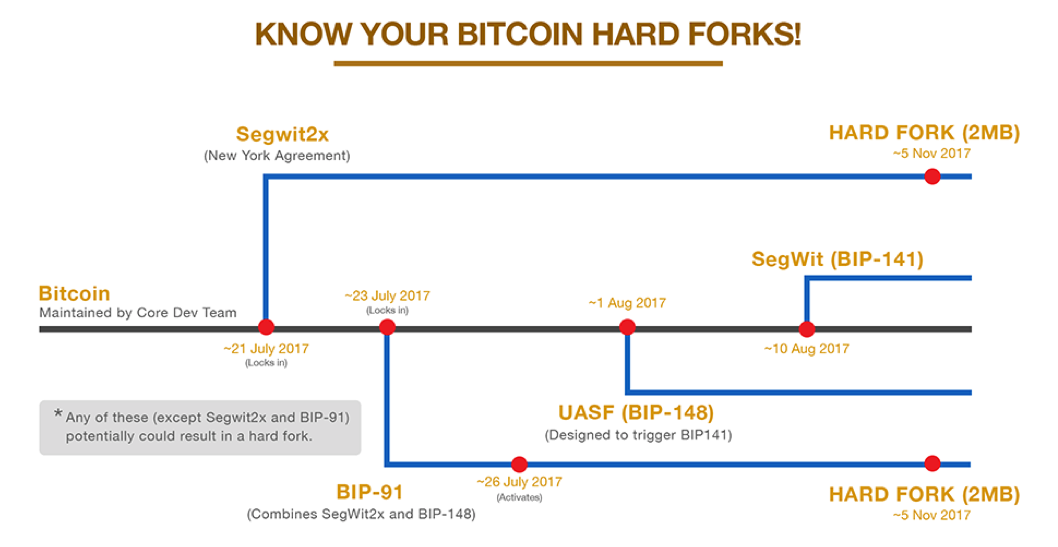 KNOW YOUR BITCOIN HARD FORKS!
Segwit2x
(New York Agreement)
HARD FORK (2MB)
~5 Nov 2017
SegWit (BIP-141)
Bitcoin
Maintained by Core Dev Team
~23 July 2017
(Locks in)
~1 Aug 2017
~21 July 2017
(Locks in)
~10 Aug 2017
* Any of these (except Segwit2x and BIP-91)
potentially could result in a hard fork.
UASF (BIP-148)
(Designed to trigger BIP141)
BIP-91
(Combines SegWit2x and BIP-148)
~26 July 2017
(Activates)
HARD FORK (2MB)
~5 Nov 2017